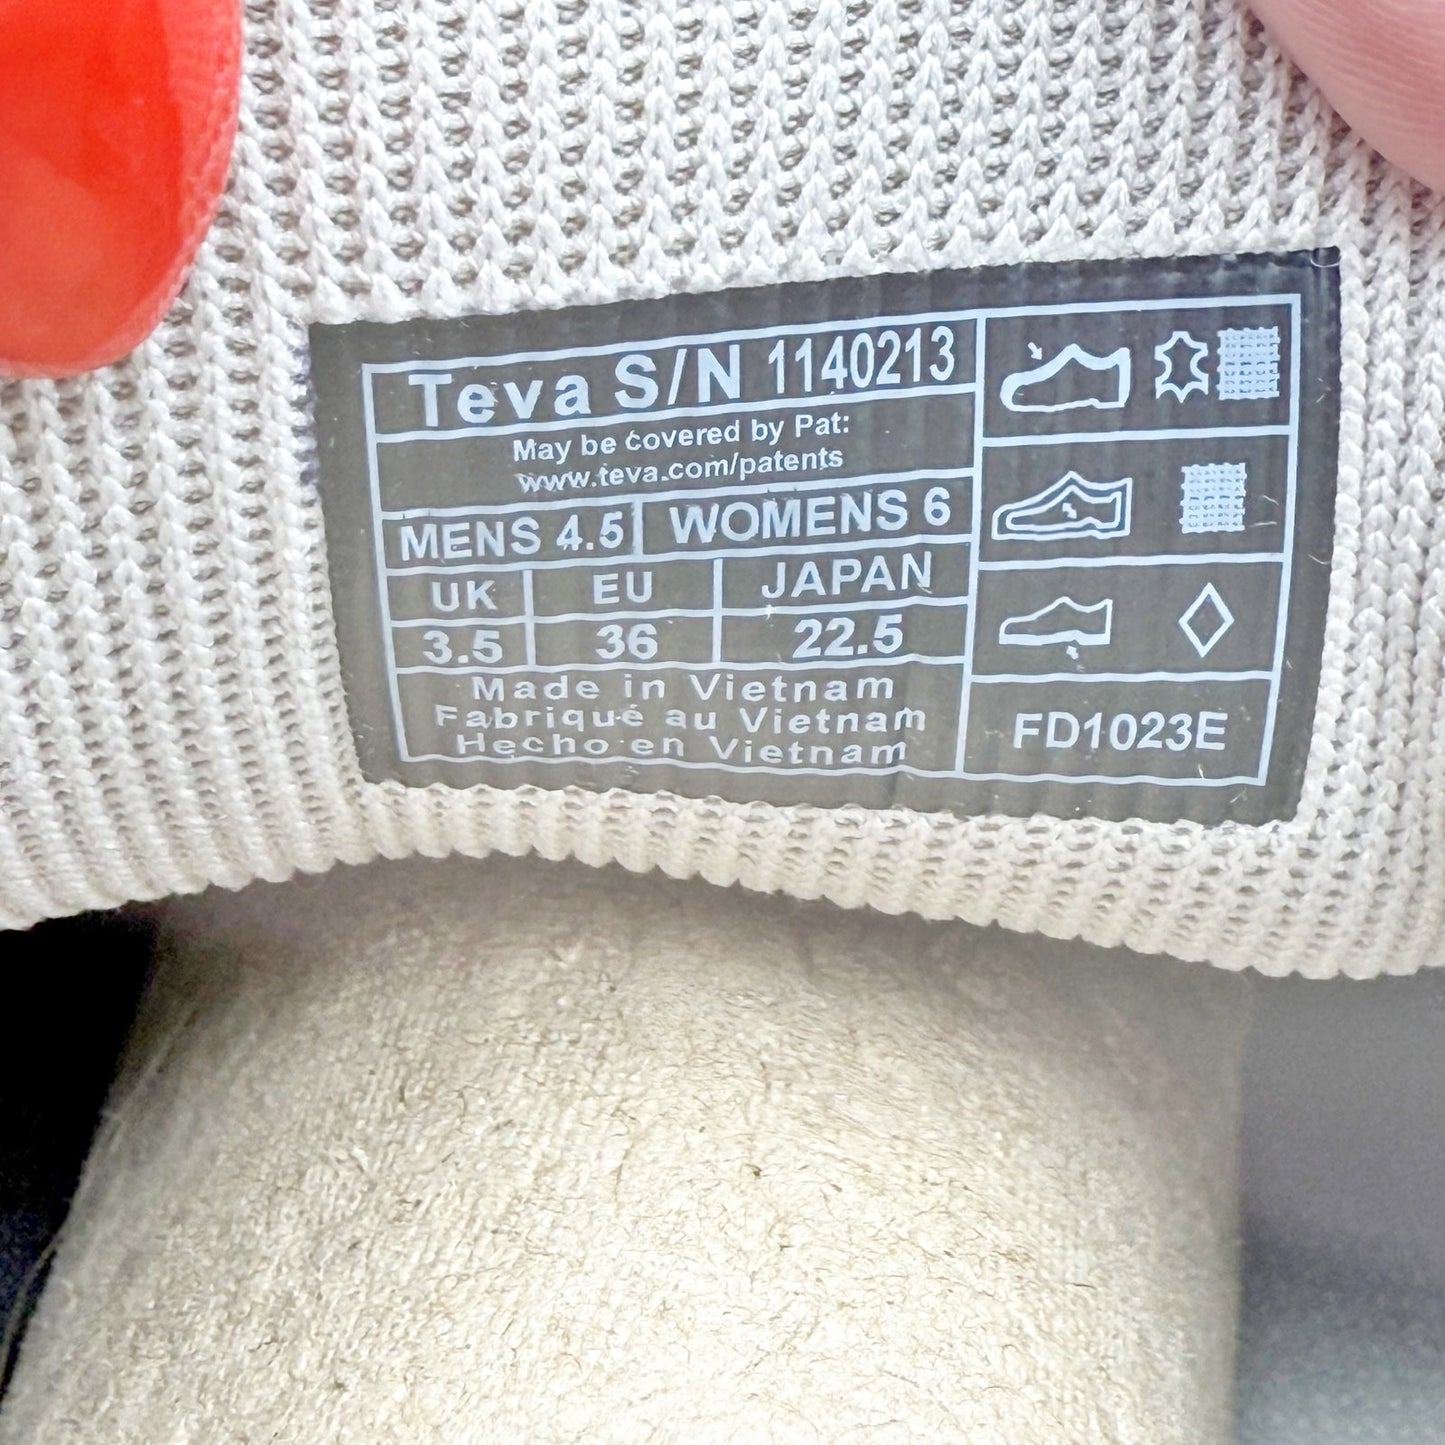 Teva S/N 1140213
May be covered by Pat:
www.teva.com/patents
MENS 4.5 WOMENS 6
UK EU JAPAN
3.5 36 22.5
Made in Vietnam
Fabriqué au Vietnam
Hecho en Vietnam
FD1023E